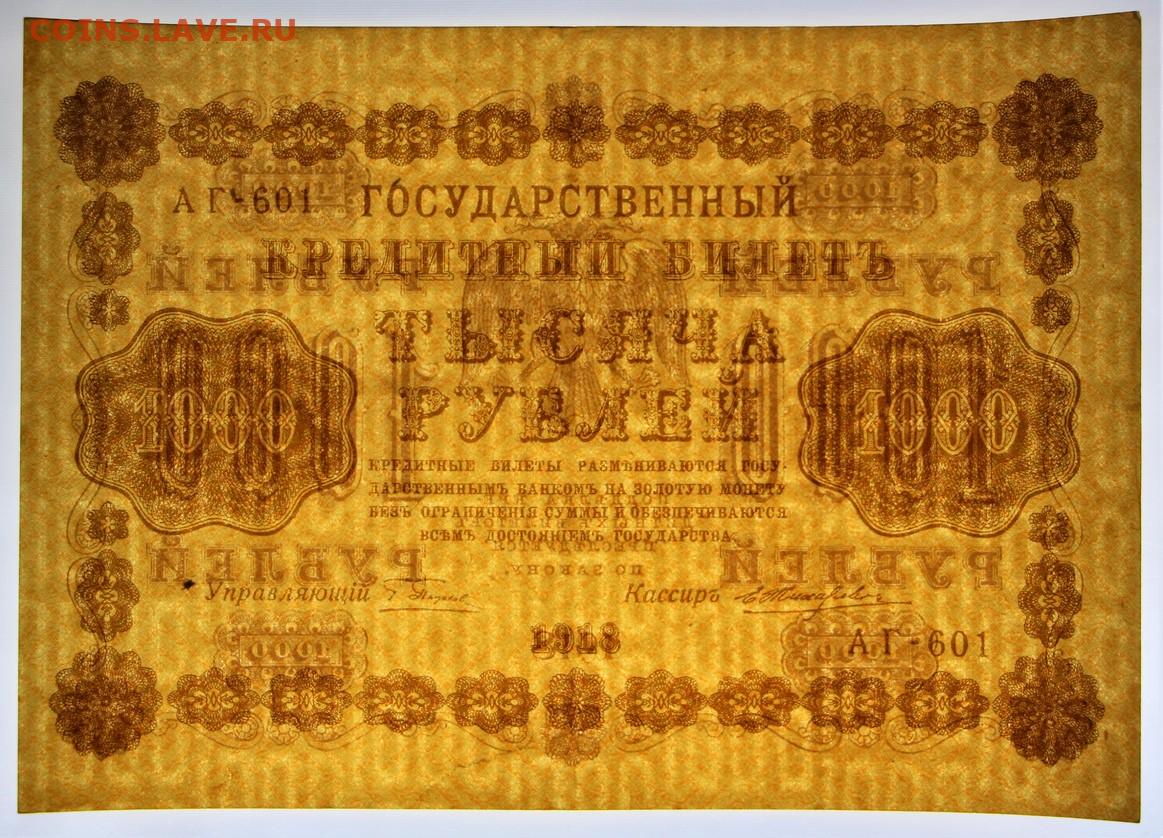 COINS.LAVE.RU
АГ-601 ГОСУДАРСТВЕННЫЙ
КРЕДИТНЫЙ БИЛЕТЪ
ТЫСЯЧА
РУБЛЕЙ
1000 1000
КРЕДИТНЫЕ БИЛЕТЫ РАЗМѢНИВАЮТСЯ ГОСУ-
ДАРСТВЕННЫМЪ БАНКОМЪ НА ЗОЛОТУЮ МОНЕТУ
БЕЗЪ ОГРАНИЧЕНІЯ СУММЫ И ОБЕЗПЕЧИВАЮТСЯ
ВСѢМЪ ДОСТОЯНІЕМЪ ГОСУДАРСТВА.
Управляющій Кассиръ
1918
АГ-601